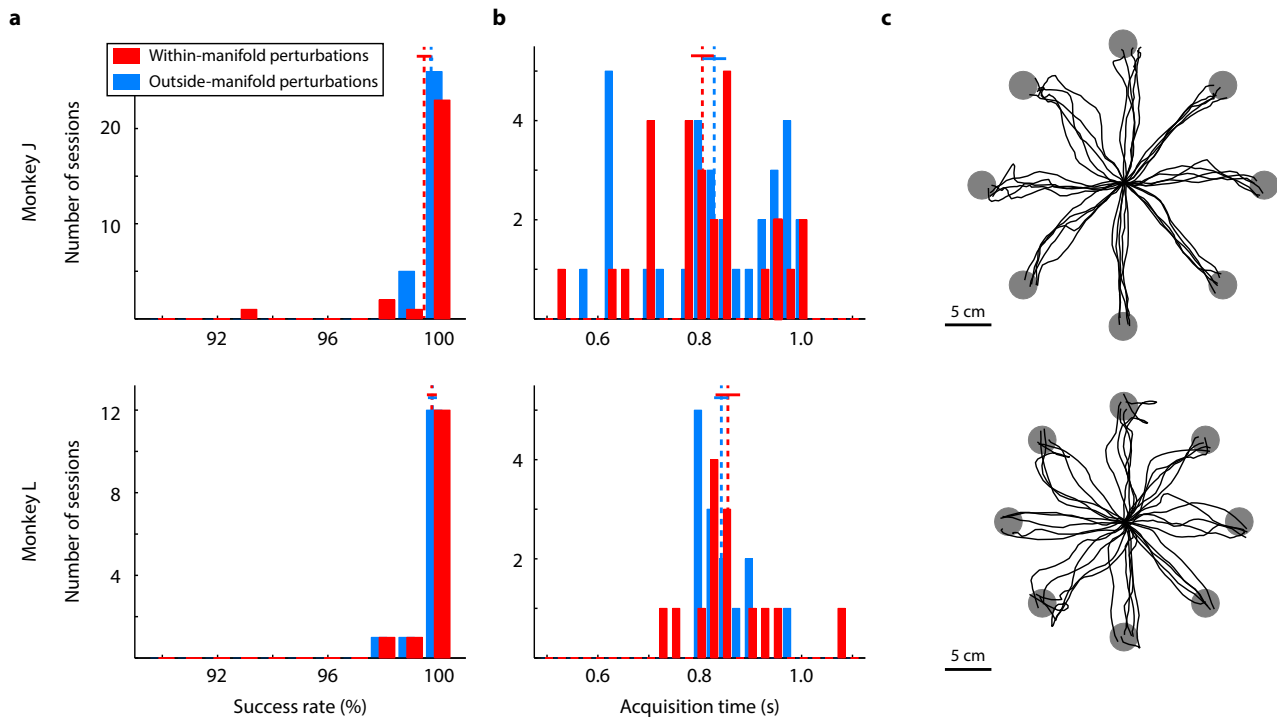 a
b
c
Within-manifold perturbations
Outside-manifold perturbations
Monkey J
Number of sessions
20
10
92
96
100
4
2
0.6
0.8
1.0
5 cm
Monkey L
Number of sessions
12
8
4
92
96
100
Success rate (%)
4
2
0.6
0.8
1.0
Acquisition time (s)
5 cm